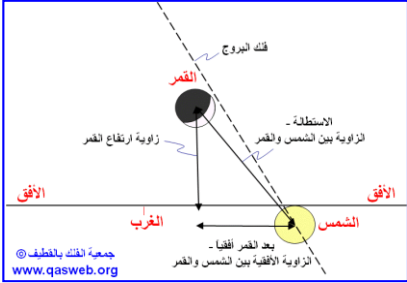 فلك البروج
القمر
الاستطالة -
الزاوية بين الشمس والقمر
زاوية ارتفاع القمر
الأفق
الأفق
الغرب
الشمس
بعد القمر أفقياً -
الزاوية الأفقية بين الشمس والقمر
جمعية الفلك بالقطيف ©
www.qasweb.org